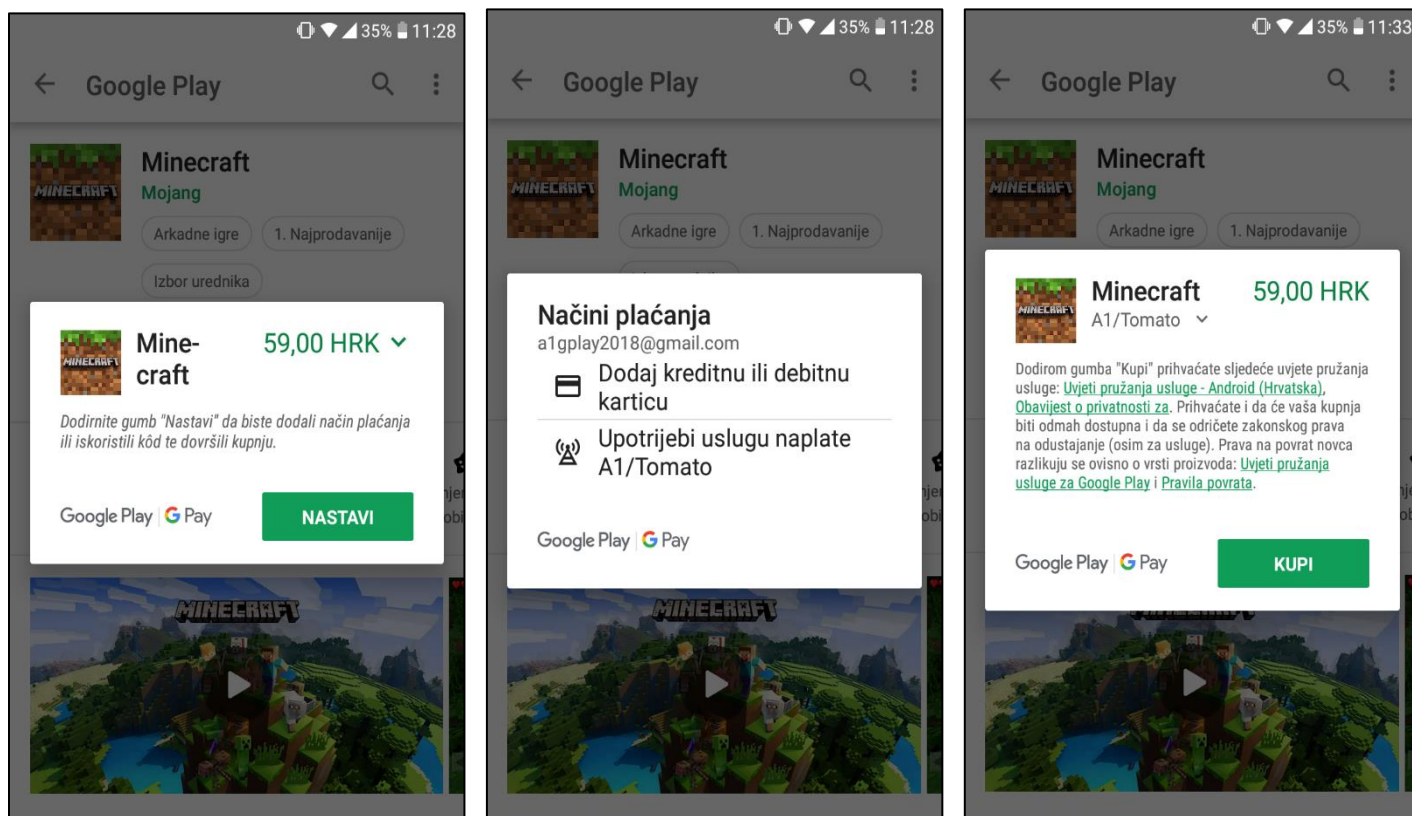 35% 11:28
Google Play
MINECRAFT
Minecraft
Mojang
Arkadne igre
1. Najprodavanije
Izbor urednika
MINECRAFT
Mine-
craft
59,00 HRK
Dodirnite gumb "Nastavi" da biste dodali način plaćanja
ili iskoristili kôd te dovršili kupnju.
Google Play G Pay
NASTAVI
MINECRAFT
35% 11:28
Google Play
MINECRAFT
Minecraft
Mojang
Arkadne igre
1. Najprodavanije
Načini plaćanja
a1gplay2018@gmail.com
Dodaj kreditnu ili debitnu
karticu
Upotrijebi uslugu naplate
A1/Tomato
Google Play G Pay
MINECRAFT
35% 11:33
Google Play
MINECRAFT
Minecraft
Mojang
Arkadne igre
1. Najprodavanije
MINECRAFT
Minecraft
59,00 HRK
A1/Tomato
Dodirom gumba "Kupi" prihvaćate sljedeće uvjete pružanja
usluge: Uvjeti pružanja usluge - Android (Hrvatska),
Obavijest o privatnosti za. Prihvaćate i da će vaša kupnja
biti odmah dostupna i da se odričete zakonskog prava
na odustajanje (osim za usluge). Prava na povrat novca
razlikuju se ovisno o vrsti proizvoda: Uvjeti pružanja
usluge za Google Play i Pravila povrata.
Google Play G Pay
KUPI